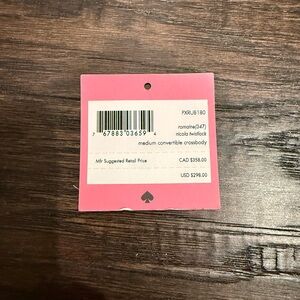 PXRUB180
7 67883 03659 4
romaine(347)
nicola twistlock
medium convertible crossbody
Mfr Suggested Retail Price
CAD $358.00
USD $298.00